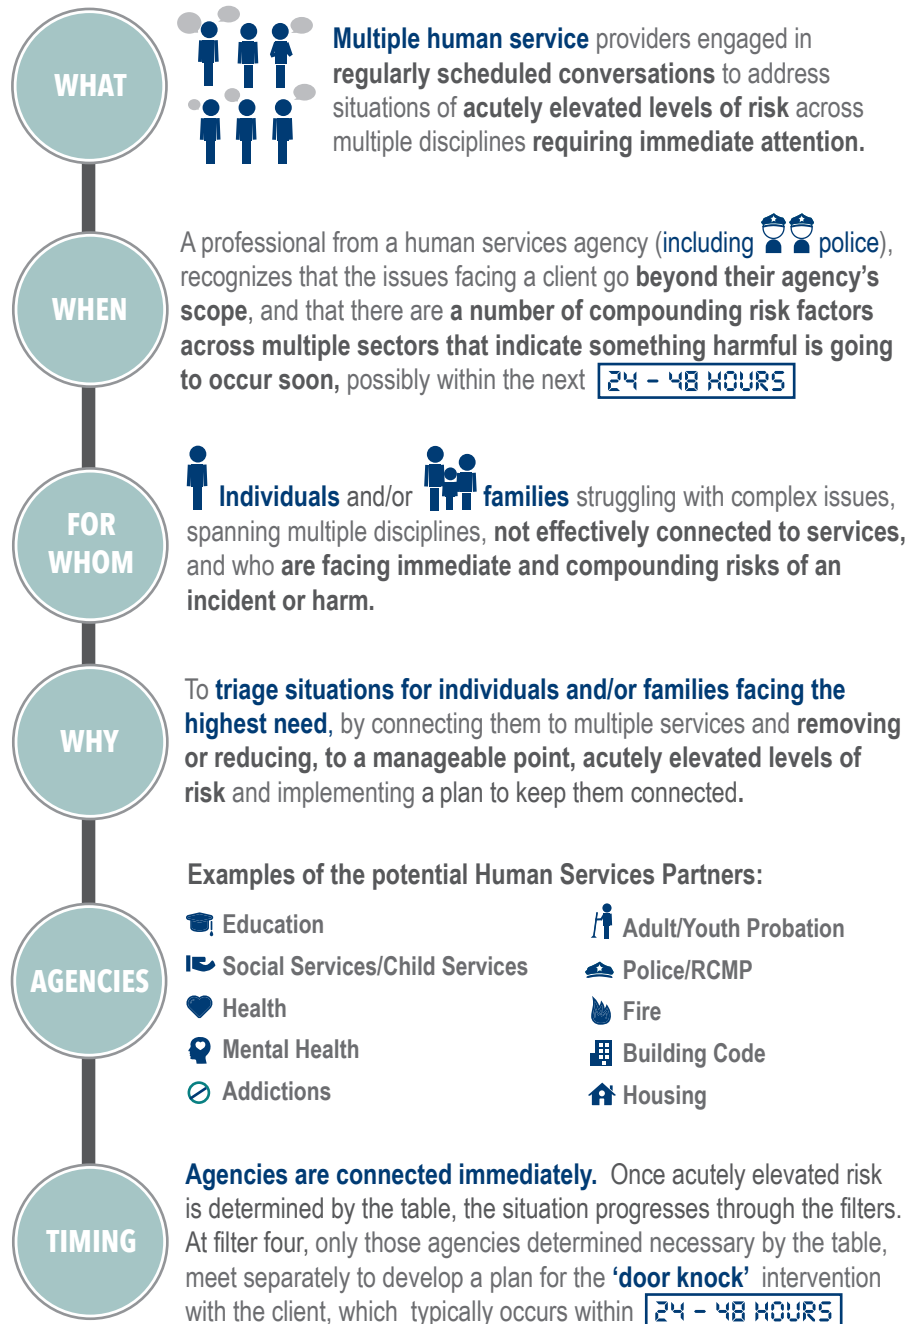 WHAT
Multiple human service providers engaged in
regularly scheduled conversations to address
situations of acutely elevated levels of risk across
multiple disciplines requiring immediate attention.
WHEN
A professional from a human services agency (including police),
recognizes that the issues facing a client go beyond their agency's
scope, and that there are a number of compounding risk factors
across multiple sectors that indicate something harmful is going
to occur soon, possibly within the next 24 - 48 HOURS
FOR
WHOM
Individuals and/or families struggling with complex issues,
spanning multiple disciplines, not effectively connected to services,
and who are facing immediate and compounding risks of an
incident or harm.
WHY
To triage situations for individuals and/or families facing the
highest need, by connecting them to multiple services and removing
or reducing, to a manageable point, acutely elevated levels of
risk and implementing a plan to keep them connected.
AGENCIES
Examples of the potential Human Services Partners:
Education
Social Services/Child Services
Health
Mental Health
Addictions
Adult/Youth Probation
Police/RCMP
Fire
Building Code
Housing
TIMING
Agencies are connected immediately. Once acutely elevated risk
is determined by the table, the situation progresses through the filters.
At filter four, only those agencies determined necessary by the table,
meet separately to develop a plan for the 'door knock' intervention
with the client, which typically occurs within 24 - 48 HOURS